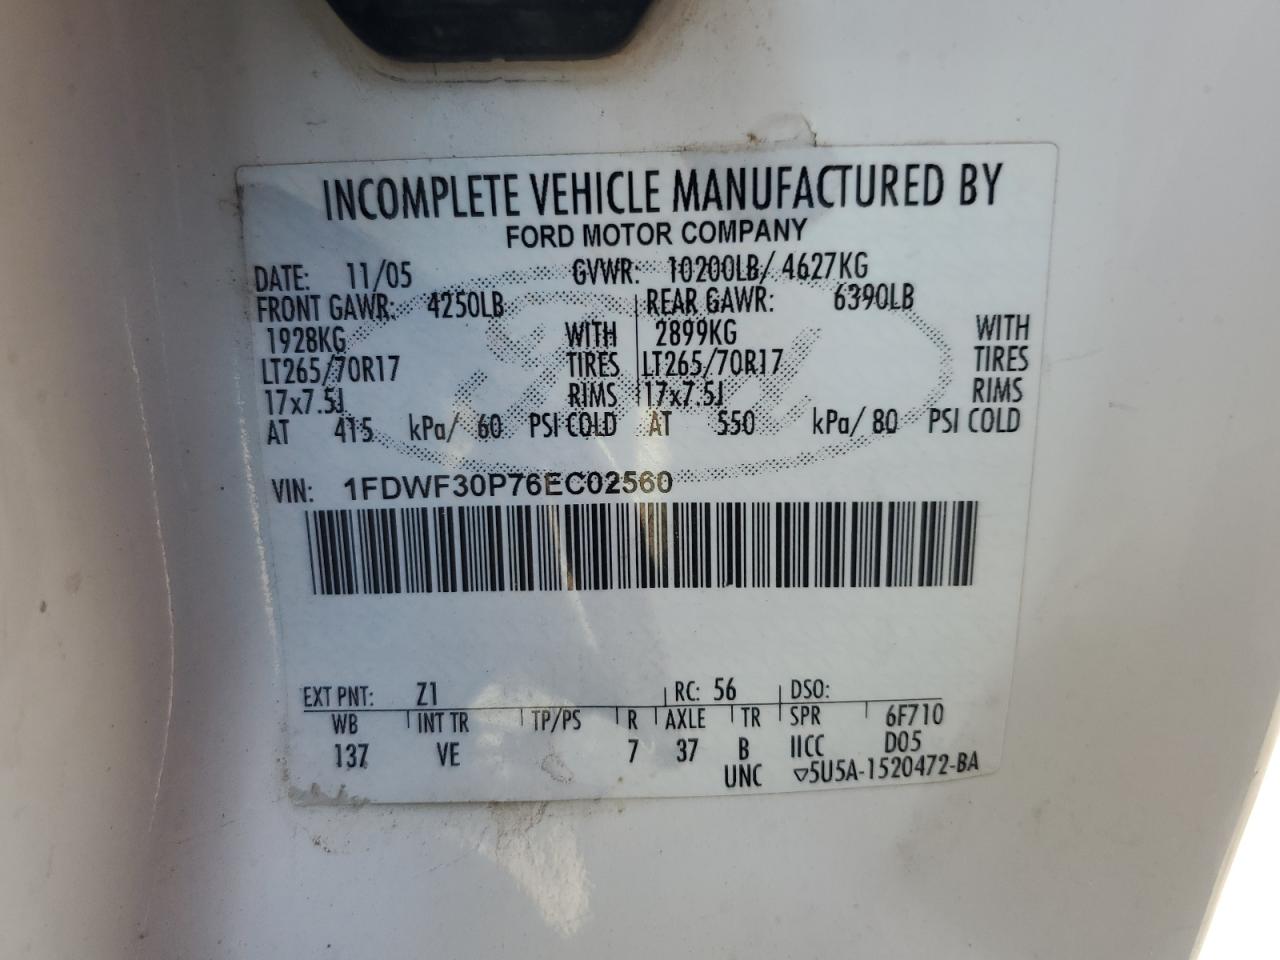 INCOMPLETE VEHICLE MANUFACTURED BY
FORD MOTOR COMPANY
DATE: 11/05 GVWR: 10200LB/ 4627KG
FRONT GAWR: 4250LB REAR GAWR: 6390LB
1928KG WITH 2899KG WITH
LT265/70R17 TIRES LT265/70R17 TIRES
17x7.5J RIMS 17x7.5J RIMS
AT 415 kPa/ 60 PSI COLD AT 550 kPa/ 80 PSI COLD
VIN: 1FDWF30P76EC02560
EXT PNT: Z1 RC: 56 DSO:
WB INT TR TP/PS R AXLE TR SPR 6F710
137 VE 7 37 B IICC D05
UNC ▽5U5A-1520472-BA